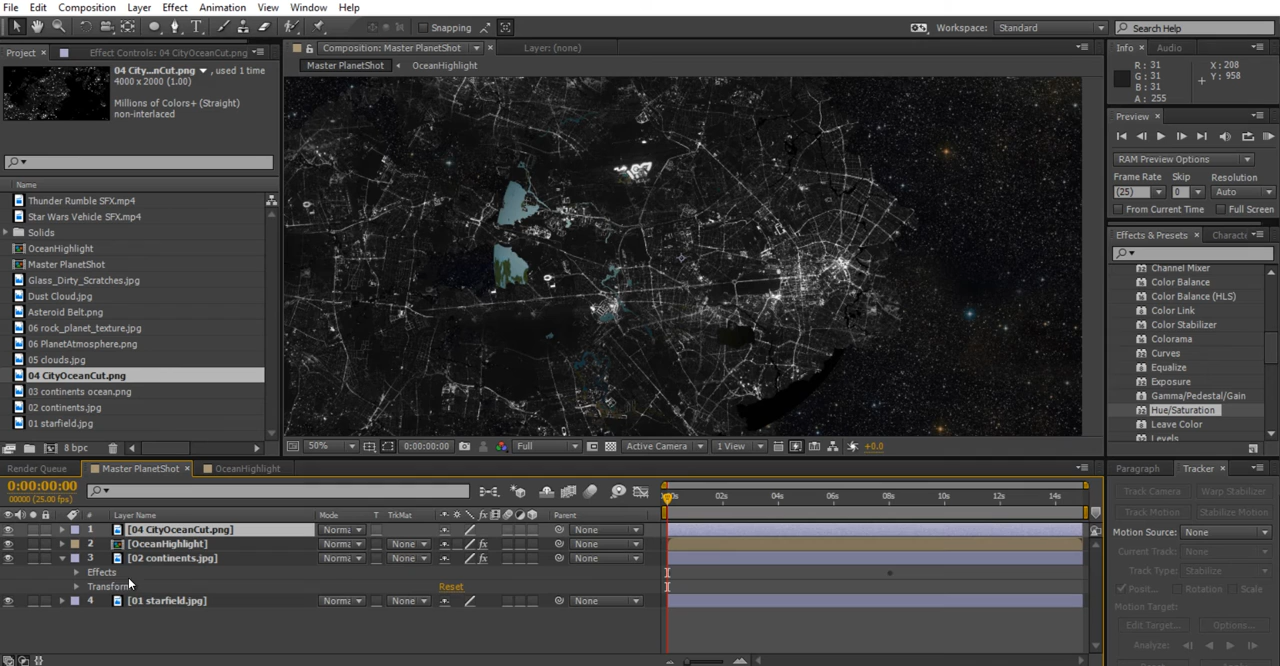 File Edit Composition Layer Effect Animation View Window Help
Snapping
Workspace: Standard
Search Help
Project
Effect Controls: 04 CityOceanCut.png
04 City...nCut.png ▼, used 1 time
4000 x 2000 (1.00)
Millions of Colors+ (Straight)
non-interlaced
Name
Thunder Rumble SFX.mp4
Star Wars Vehicle SFX.mp4
Solids
OceanHighlight
Master PlanetShot
Glass_Dirty_Scratches.jpg
Dust Cloud.jpg
Asteroid Belt.png
06 rock_planet_texture.jpg
06 PlanetAtmosphere.png
05 clouds.jpg
04 CityOceanCut.png
03 continents ocean.png
02 continents.jpg
01 starfield.jpg
8 bpc
Composition: Master PlanetShot
Layer: (none)
Master PlanetShot
OceanHighlight
50%
0:00:00:00
Full
Active Camera
1 View
+0.0
Info
Audio
R: 31
G: 31
B: 31
A: 255
X: 208
Y: 958
Preview
RAM Preview Options
Frame Rate Skip Resolution
(25) 0 Auto
From Current Time Full Screen
Effects & Presets
Charact
Channel Mixer
Color Balance
Color Balance (HLS)
Color Link
Color Stabilizer
Colorama
Curves
Equalize
Exposure
Gamma/Pedestal/Gain
Hue/Saturation
Leave Color
Levels
Render Queue
Master PlanetShot
OceanHighlight
0:00:00:00
00000 (25.00 fps)
# Layer Name Mode T TrkMat Parent
1 [04 CityOceanCut.png] Norma None
2 [OceanHighlight] Norma None None
3 [02 continents.jpg] Norma None None
Effects
Transform Reset
4 [01 starfield.jpg] Norma None None
02s 04s 06s 08s 10s 12s 14s
Paragraph
Tracker
Track Camera Warp Stabilizer
Track Motion Stabilize Motion
Motion Source: None
Current Track: None
Track Type: Stabilize
Posit... Rotation Scale
Motion Target:
Edit Target... Options...
Analyze: